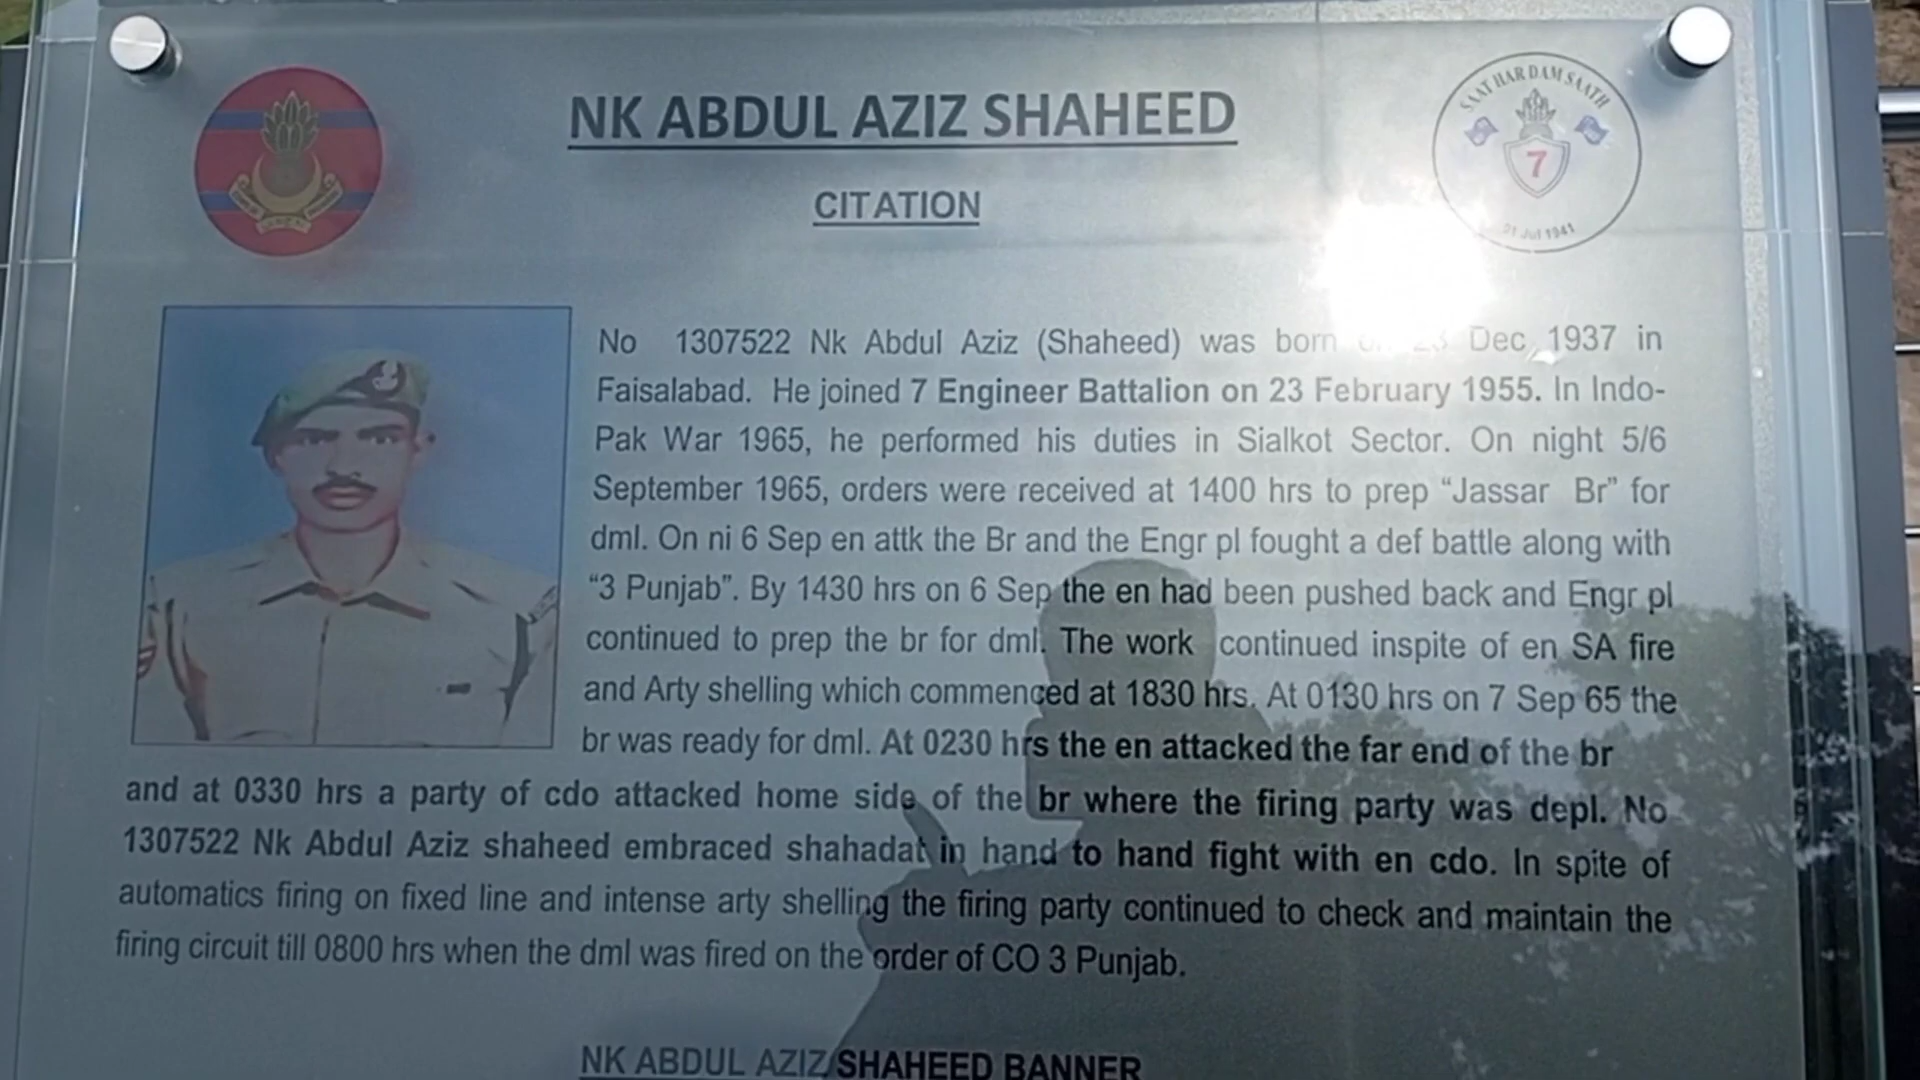 SAAT HAR DAM SAATH
7
21 Jul 1941
NK ABDUL AZIZ SHAHEED
CITATION
No 1307522 Nk Abdul Aziz (Shaheed) was born Dec 1937 in
Faisalabad. He joined 7 Engineer Battalion on 23 February 1955. In Indo-
Pak War 1965, he performed his duties in Sialkot Sector. On night 5/6
September 1965, orders were received at 1400 hrs to prep “Jassar Br” for
dml. On ni 6 Sep en attk the Br and the Engr pl fought a def battle along with
“3 Punjab”. By 1430 hrs on 6 Sep the en had been pushed back and Engr pl
continued to prep the br for dml. The work continued inspite of en SA fire
and Arty shelling which commenced at 1830 hrs. At 0130 hrs on 7 Sep 65 the
br was ready for dml. At 0230 hrs the en attacked the far end of the br
and at 0330 hrs a party of cdo attacked home side of the br where the firing party was depl. No
1307522 Nk Abdul Aziz shaheed embraced shahadat in hand to hand fight with en cdo. In spite of
automatics firing on fixed line and intense arty shelling the firing party continued to check and maintain the
firing circuit till 0800 hrs when the dml was fired on the order of CO 3 Punjab.
NK ABDUL AZIZ SHAHEED BANNER